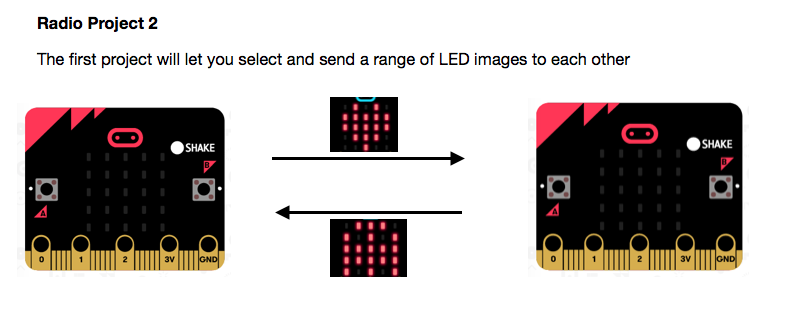 Radio Project 2
The first project will let you select and send a range of LED images to each other
SHAKE
B
A
0 1 2 3V GND
SHAKE
B
A
0 1 2 3V GND